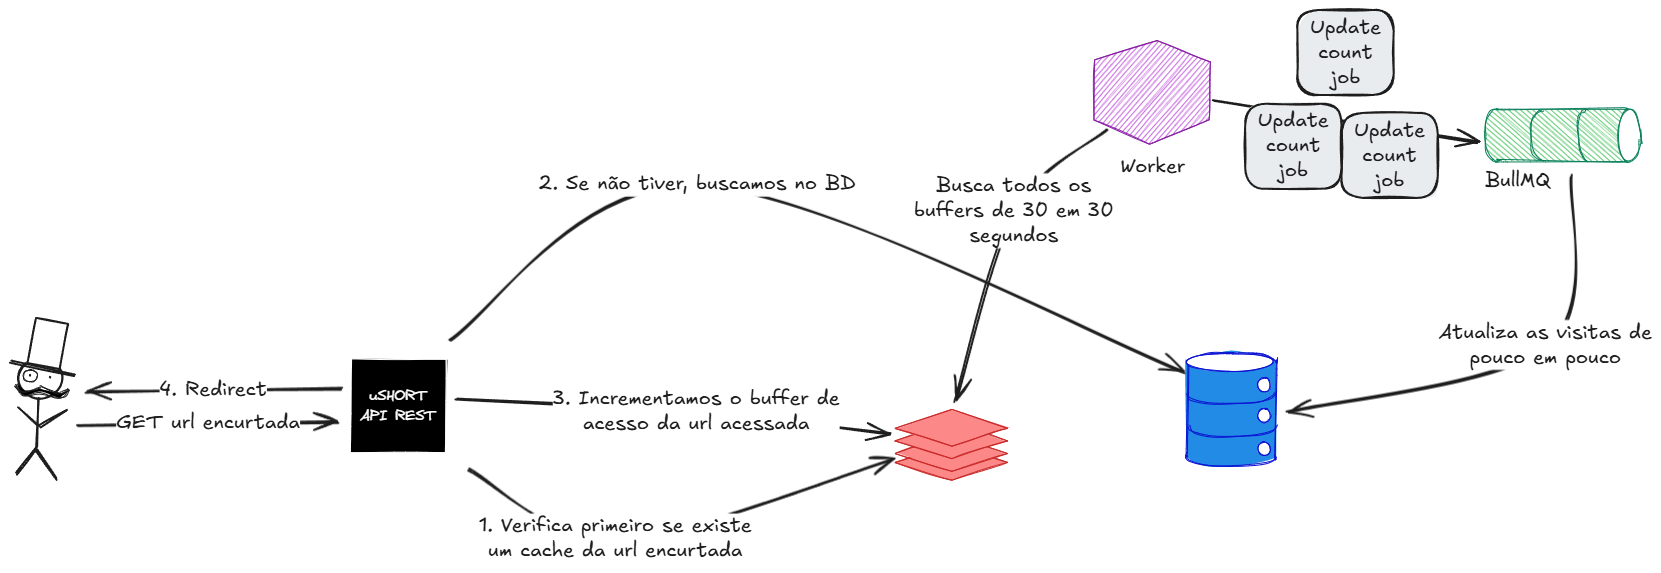 Update
count
job
Update
count
job
Update
count
job
Worker
BullMQ
2. Se não tiver, buscamos no BD
Busca todos os
buffers de 30 em 30
segundos
Atualiza as visitas de
pouco em pouco
4. Redirect
GET url encurtada
uSHORT
API REST
3. Incrementamos o buffer de
acesso da url acessada
1. Verifica primeiro se existe
um cache da url encurtada